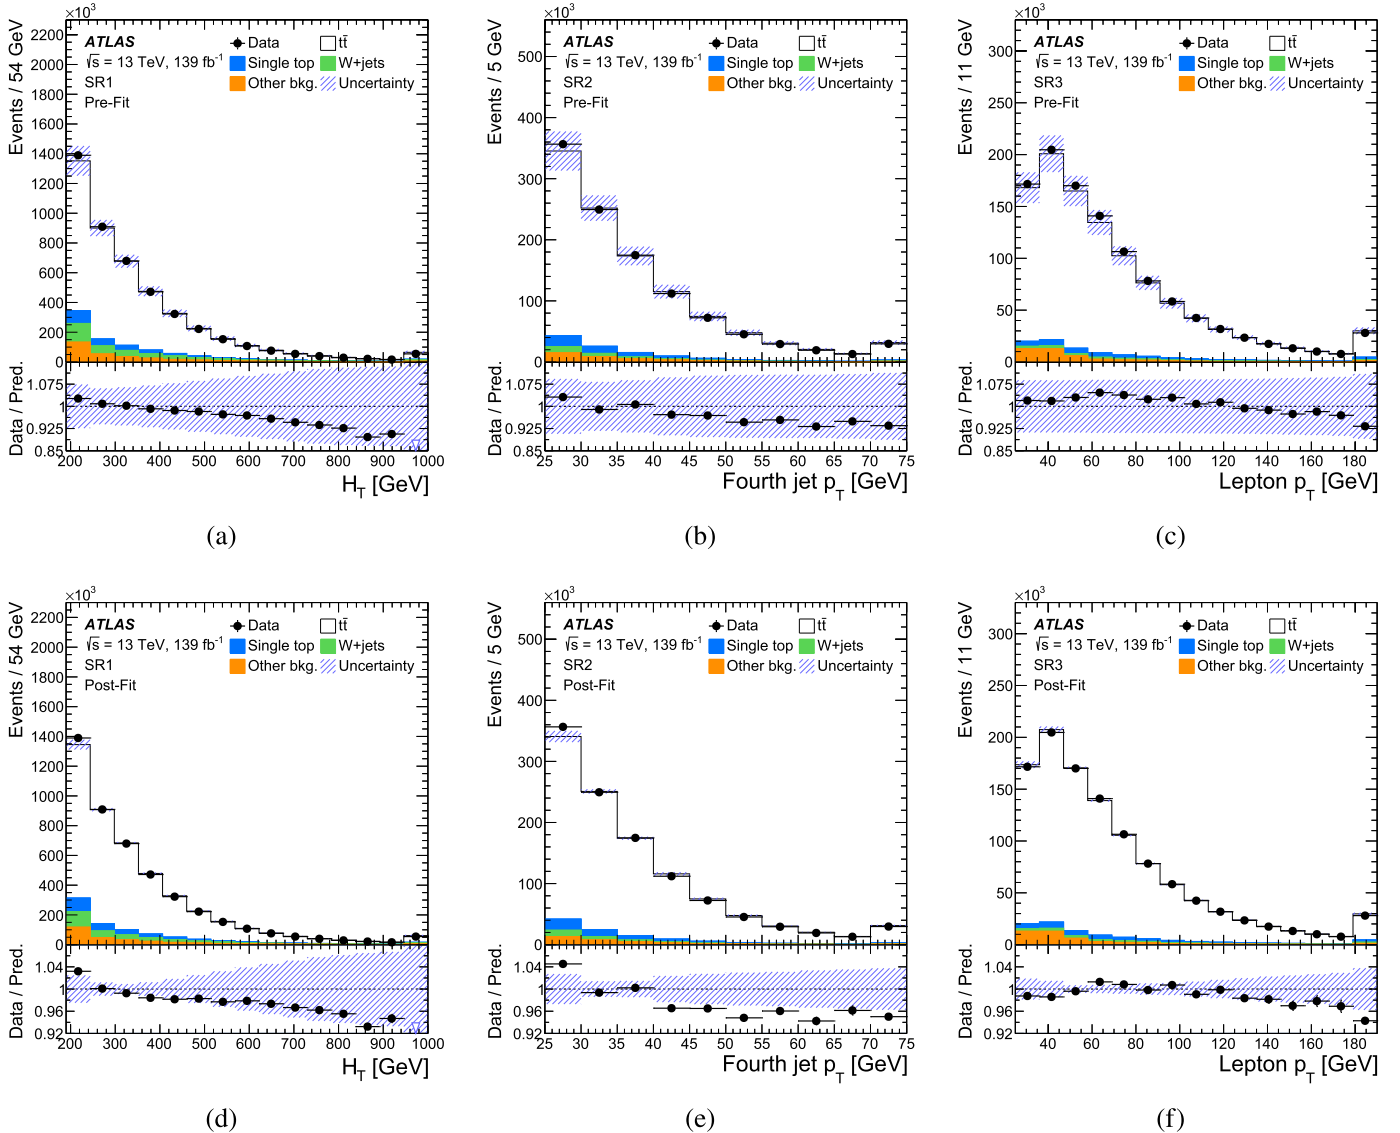 ×10³
Events / 54 GeV
2200
2000
1800
1600
1400
1200
1000
800
600
400
200
0
ATLAS
√s = 13 TeV, 139 fb⁻¹
SR1
Pre-Fit
Data
tt̄
Single top
W+jets
Other bkg.
Uncertainty
Data / Pred.
1.075
1
0.925
0.85
200 300 400 500 600 700 800 900 1000
H_T [GeV]
(a)
×10³
Events / 5 GeV
500
400
300
200
100
0
ATLAS
√s = 13 TeV, 139 fb⁻¹
SR2
Pre-Fit
Data
tt̄
Single top
W+jets
Other bkg.
Uncertainty
Data / Pred.
1.075
1
0.925
0.85
25 30 35 40 45 50 55 60 65 70 75
Fourth jet p_T [GeV]
(b)
×10³
Events / 11 GeV
300
250
200
150
100
50
0
ATLAS
√s = 13 TeV, 139 fb⁻¹
SR3
Pre-Fit
Data
tt̄
Single top
W+jets
Other bkg.
Uncertainty
Data / Pred.
1.075
1
0.925
0.85
40 60 80 100 120 140 160 180
Lepton p_T [GeV]
(c)
×10³
Events / 54 GeV
2200
2000
1800
1600
1400
1200
1000
800
600
400
200
0
ATLAS
√s = 13 TeV, 139 fb⁻¹
SR1
Post-Fit
Data
tt̄
Single top
W+jets
Other bkg.
Uncertainty
Data / Pred.
1.04
1
0.96
0.92
200 300 400 500 600 700 800 900 1000
H_T [GeV]
(d)
×10³
Events / 5 GeV
500
400
300
200
100
0
ATLAS
√s = 13 TeV, 139 fb⁻¹
SR2
Post-Fit
Data
tt̄
Single top
W+jets
Other bkg.
Uncertainty
Data / Pred.
1.04
1
0.96
0.92
25 30 35 40 45 50 55 60 65 70 75
Fourth jet p_T [GeV]
(e)
×10³
Events / 11 GeV
300
250
200
150
100
50
0
ATLAS
√s = 13 TeV, 139 fb⁻¹
SR3
Post-Fit
Data
tt̄
Single top
W+jets
Other bkg.
Uncertainty
Data / Pred.
1.04
1
0.96
0.92
40 60 80 100 120 140 160 180
Lepton p_T [GeV]
(f)